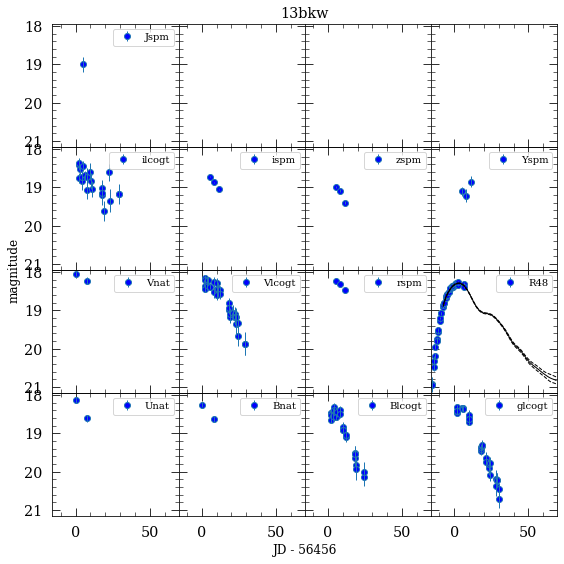 13bkw
18
Jspm
19
20
21
18
ilcogt
ispm
zspm
Yspm
19
20
21
magnitude
18
Vnat
Vlcogt
rspm
R48
19
20
21
18
Unat
Bnat
Blcogt
glcogt
19
20
21
0 50 0 50 0 50 0 50
JD - 56456